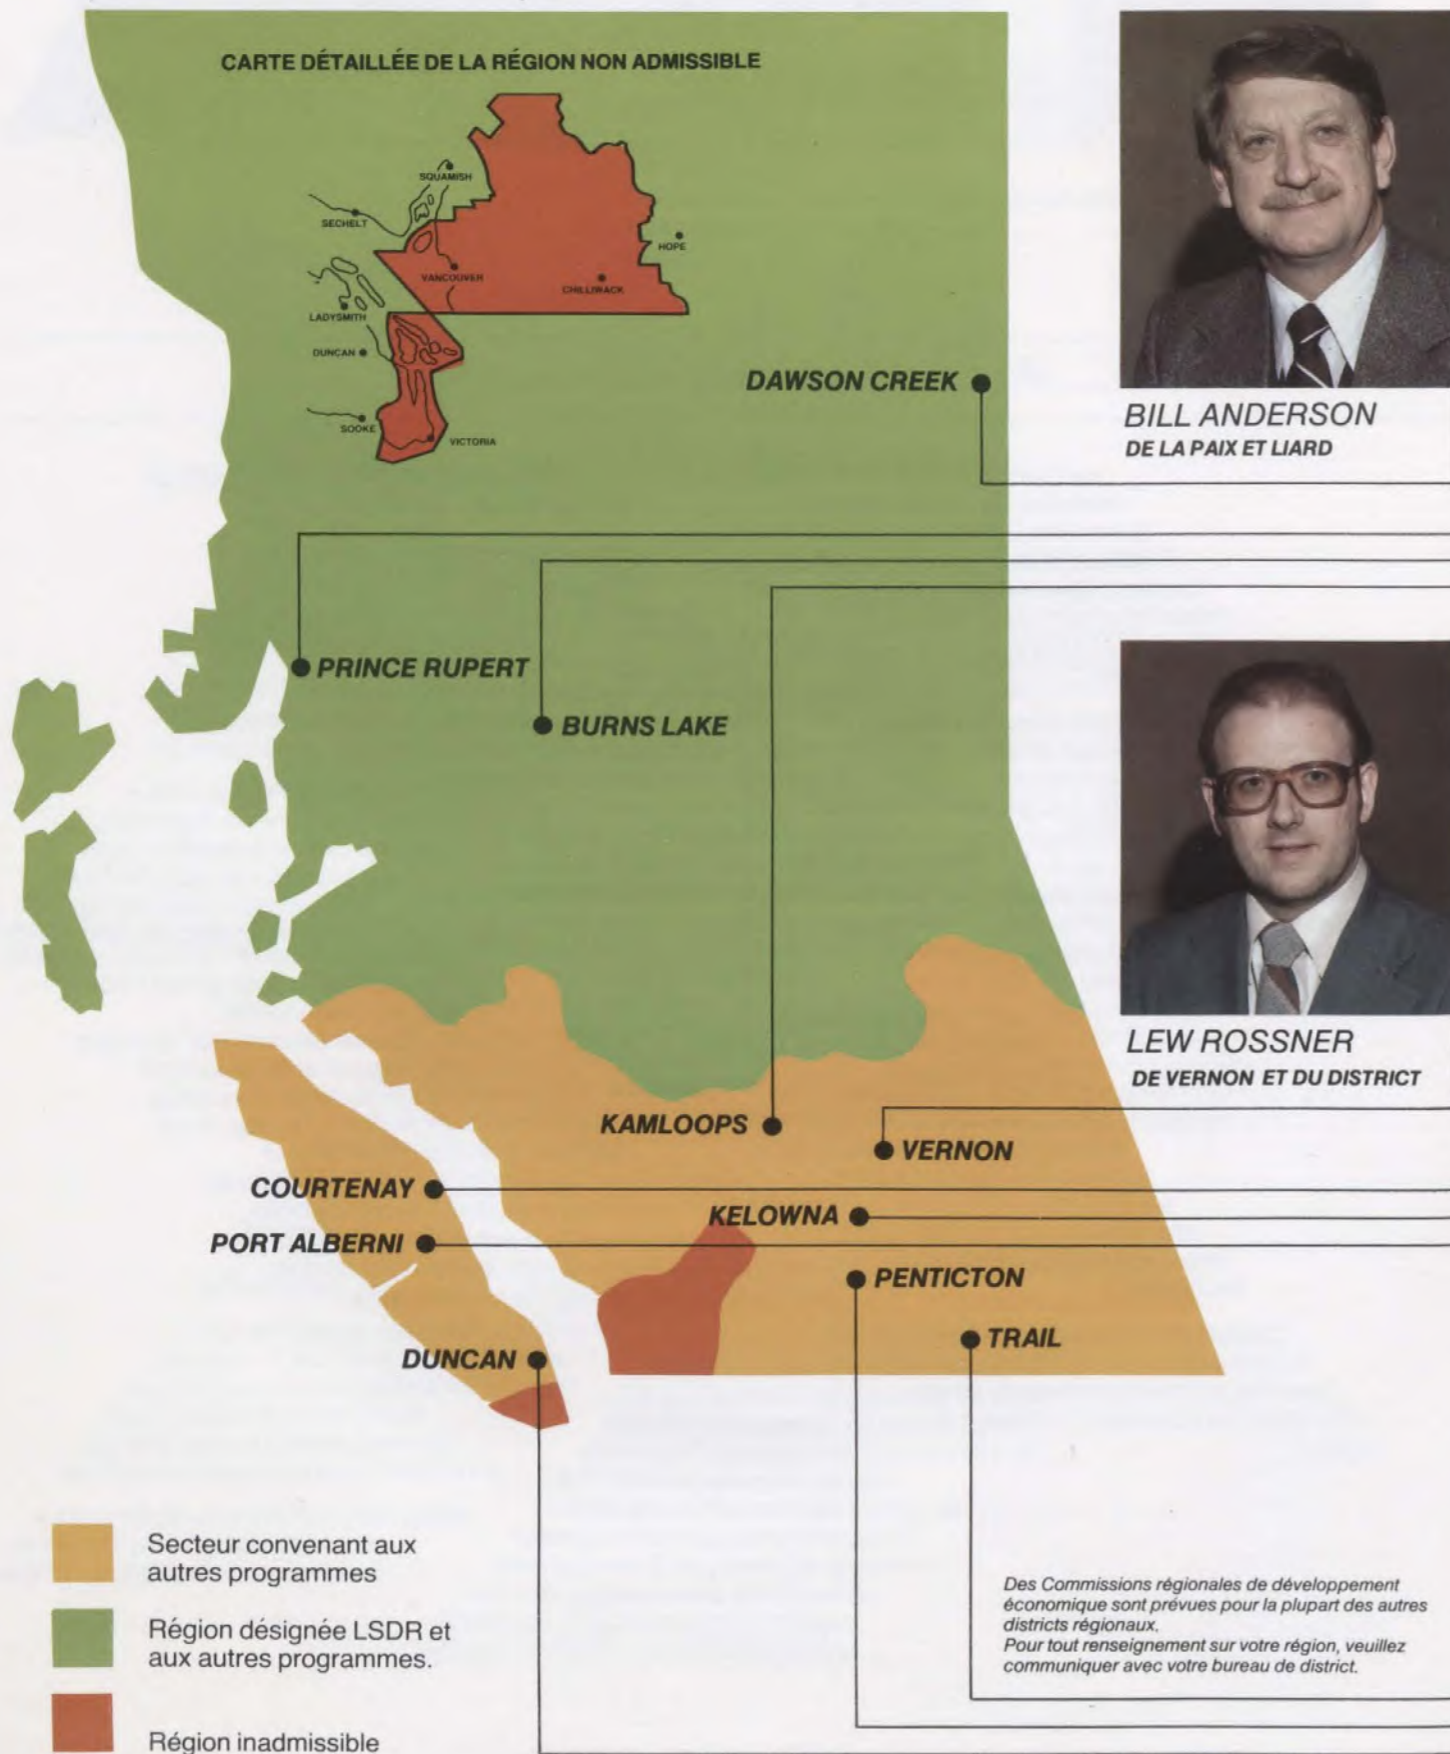 CARTE DÉTAILLÉE DE LA RÉGION NON ADMISSIBLE
SQUAMISH
SECHELT
HOPE
VANCOUVER
CHILLIWACK
LADYSMITH
DUNCAN
SOOKE
VICTORIA
DAWSON CREEK
BILL ANDERSON
DE LA PAIX ET LIARD
PRINCE RUPERT
BURNS LAKE
LEW ROSSNER
DE VERNON ET DU DISTRICT
KAMLOOPS
VERNON
COURTENAY
KELOWNA
PORT ALBERNI
PENTICTON
TRAIL
DUNCAN
Secteur convenant aux
autres programmes
Région désignée LSDR et
aux autres programmes.
Région inadmissible
Des Commissions régionales de développement
économique sont prévues pour la plupart des autres
districts régionaux.
Pour tout renseignement sur votre région, veuillez
communiquer avec votre bureau de district.